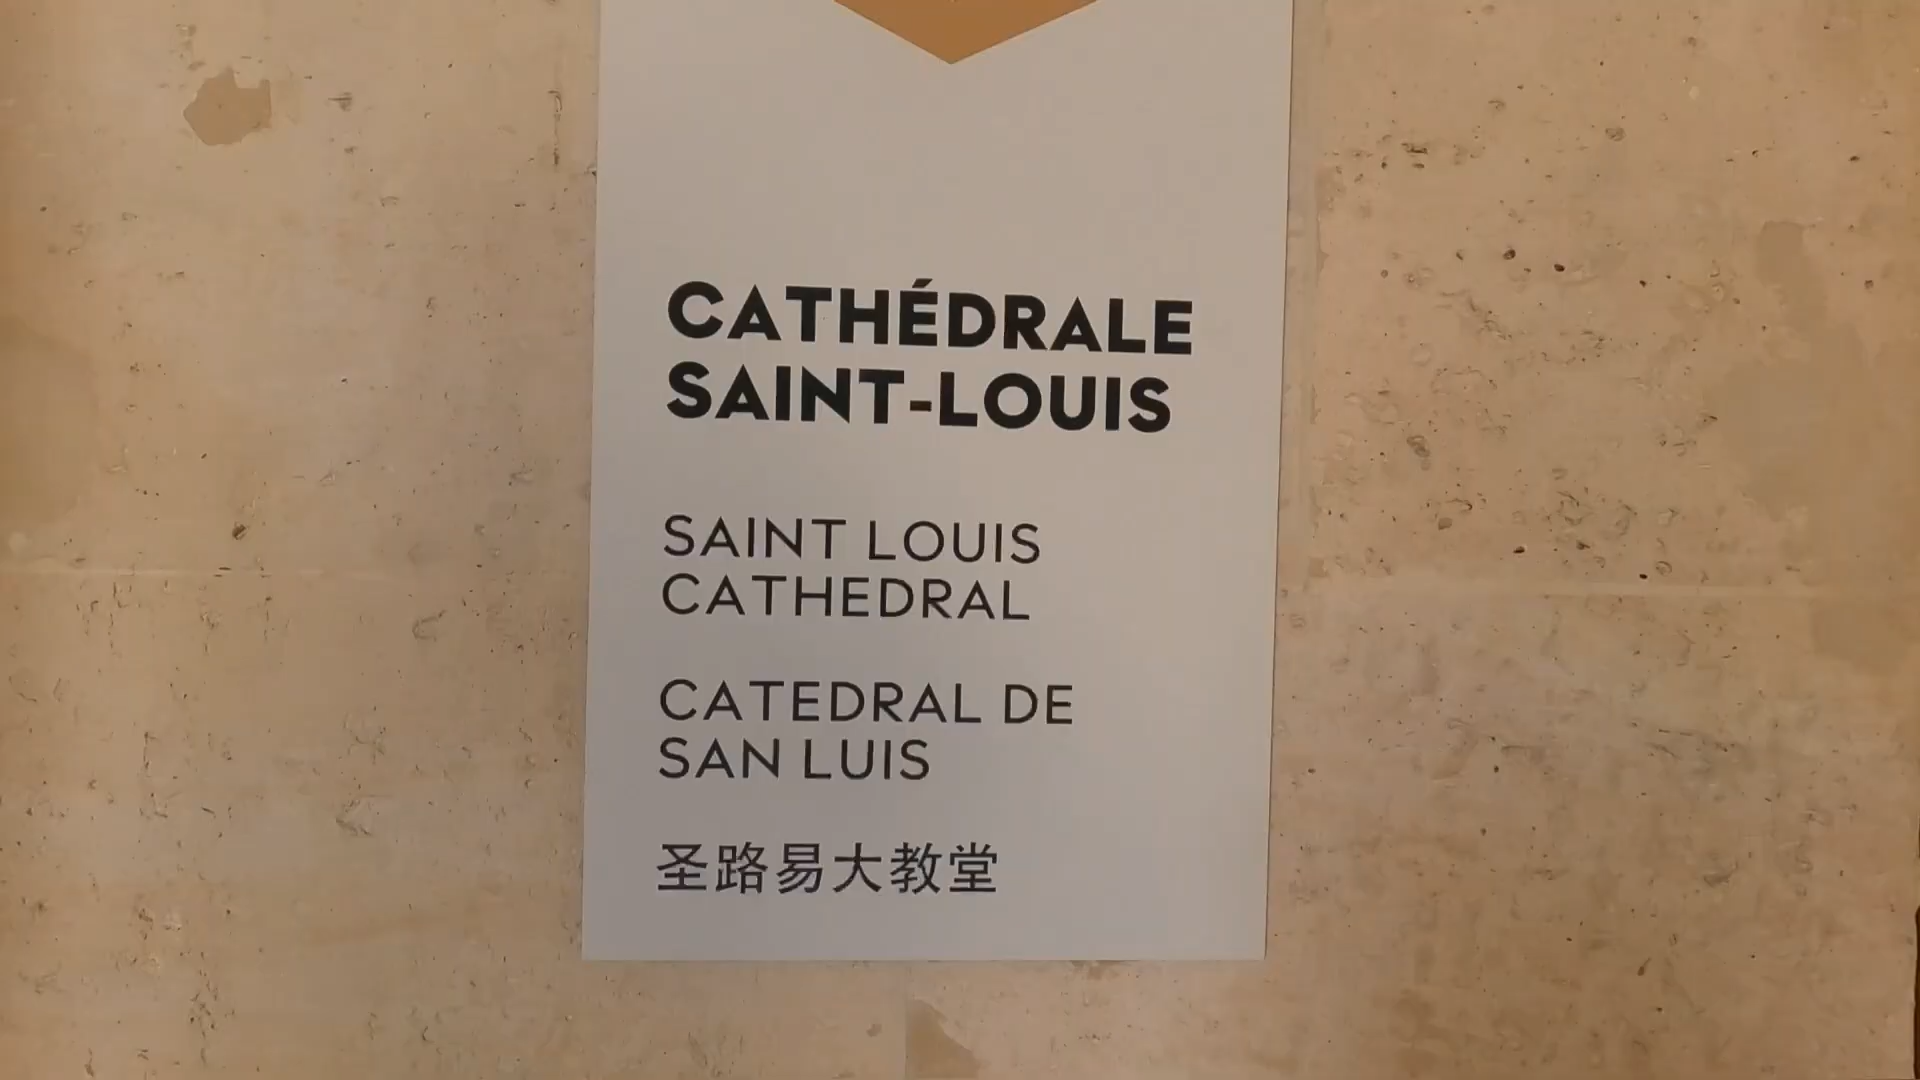 CATHÉDRALE
SAINT-LOUIS
SAINT LOUIS
CATHEDRAL
CATEDRAL DE
SAN LUIS
圣路易大教堂